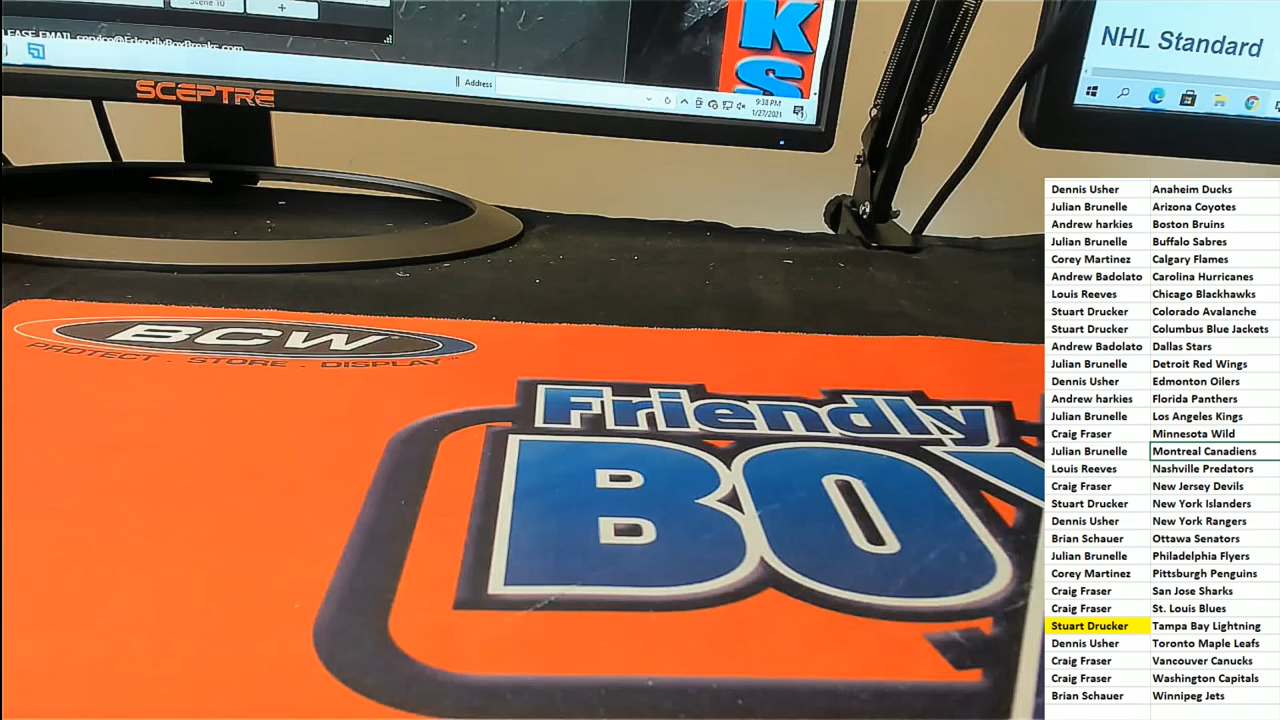 Scene 10
+
LEASE EMAIL service@FriendlyBoxBreaks.com
K
S
Address
9:38 PM
1/27/2021
SCEPTRE
NHL Standard
BCW
PROTECT - STORE - DISPLAY
Friendly
BO
Dennis Usher Anaheim Ducks
Julian Brunelle Arizona Coyotes
Andrew harkies Boston Bruins
Julian Brunelle Buffalo Sabres
Corey Martinez Calgary Flames
Andrew Badolato Carolina Hurricanes
Louis Reeves Chicago Blackhawks
Stuart Drucker Colorado Avalanche
Stuart Drucker Columbus Blue Jackets
Andrew Badolato Dallas Stars
Julian Brunelle Detroit Red Wings
Dennis Usher Edmonton Oilers
Andrew harkies Florida Panthers
Julian Brunelle Los Angeles Kings
Craig Fraser Minnesota Wild
Julian Brunelle Montreal Canadiens
Louis Reeves Nashville Predators
Craig Fraser New Jersey Devils
Stuart Drucker New York Islanders
Dennis Usher New York Rangers
Brian Schauer Ottawa Senators
Julian Brunelle Philadelphia Flyers
Corey Martinez Pittsburgh Penguins
Craig Fraser San Jose Sharks
Craig Fraser St. Louis Blues
Stuart Drucker Tampa Bay Lightning
Dennis Usher Toronto Maple Leafs
Craig Fraser Vancouver Canucks
Craig Fraser Washington Capitals
Brian Schauer Winnipeg Jets